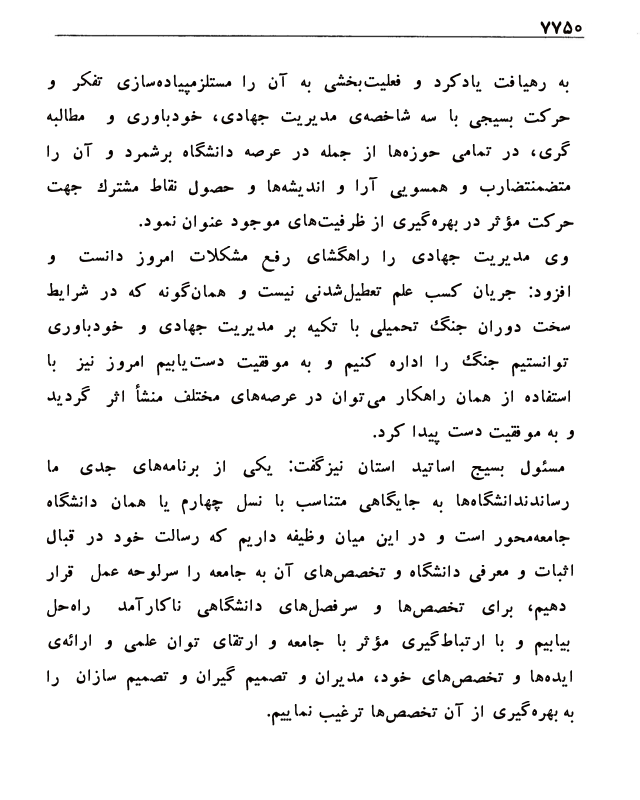 ۷۷۵۰
به رهیافت یادکرد و فعلیت‌بخشی به آن را مستلزمپیاده‌سازی تفکر و
حرکت بسیجی با سه شاخصه‌ی مدیریت جهادی، خودباوری و مطالبه
گری، در تمامی حوزه‌ها از جمله در عرصه دانشگاه برشمرد و آن را
متضمنتضارب و همسویی آرا و اندیشه‌ها و حصول نقاط مشترك جهت
حرکت مؤثر در بهره‌گیری از ظرفیت‌های موجود عنوان نمود.
وی مدیریت جهادی را راهگشای رفع مشکلات امروز دانست و
افزود: جریان کسب علم تعطیل‌شدنی نیست و همان‌گونه که در شرایط
سخت دوران جنگ تحمیلی با تکیه بر مدیریت جهادی و خودباوری
توانستیم جنگ را اداره کنیم و به موفقیت دست‌یابیم امروز نیز با
استفاده از همان راهکار می‌توان در عرصه‌های مختلف منشأ اثر گردید
و به موفقیت دست پیدا کرد.
مسئول بسیج اساتید استان نیزگفت: یکی از برنامه‌های جدی ما
رساندندانشگاه‌ها به جایگاهی متناسب با نسل چهارم یا همان دانشگاه
جامعه‌محور است و در این میان وظیفه داریم که رسالت خود در قبال
اثبات و معرفی دانشگاه و تخصص‌های آن به جامعه را سرلوحه عمل قرار
دهیم، برای تخصص‌ها و سرفصل‌های دانشگاهی ناکارآمد راه‌حل
بیابیم و با ارتباط‌گیری مؤثر با جامعه و ارتقای توان علمی و ارائه‌ی
ایده‌ها و تخصص‌های خود، مدیران و تصمیم گیران و تصمیم سازان را
به بهره‌گیری از آن تخصص‌ها ترغیب نماییم.